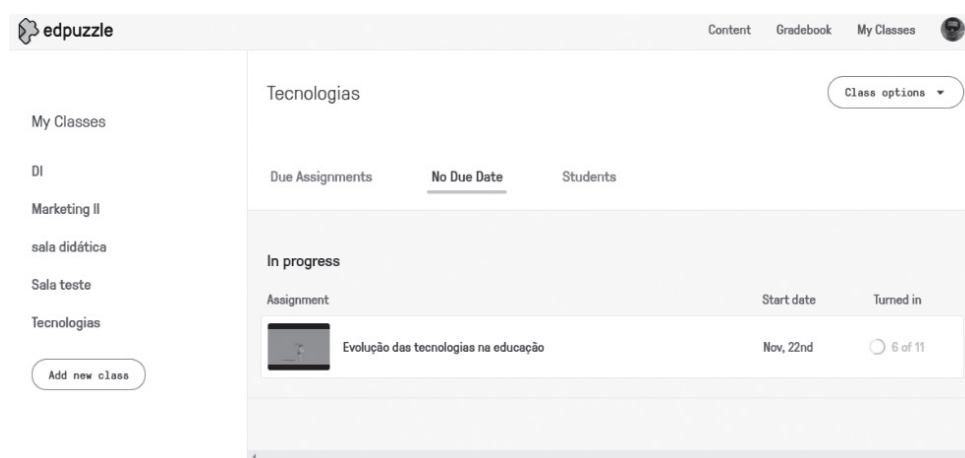 edpuzzle
Content Gradebook My Classes
My Classes
DI
Marketing II
sala didática
Sala teste
Tecnologias
Add new class
Tecnologias
Class options
Due Assignments No Due Date Students
In progress
Assignment Start date Turned in
Evolução das tecnologias na educação Nov, 22nd 6 of 11